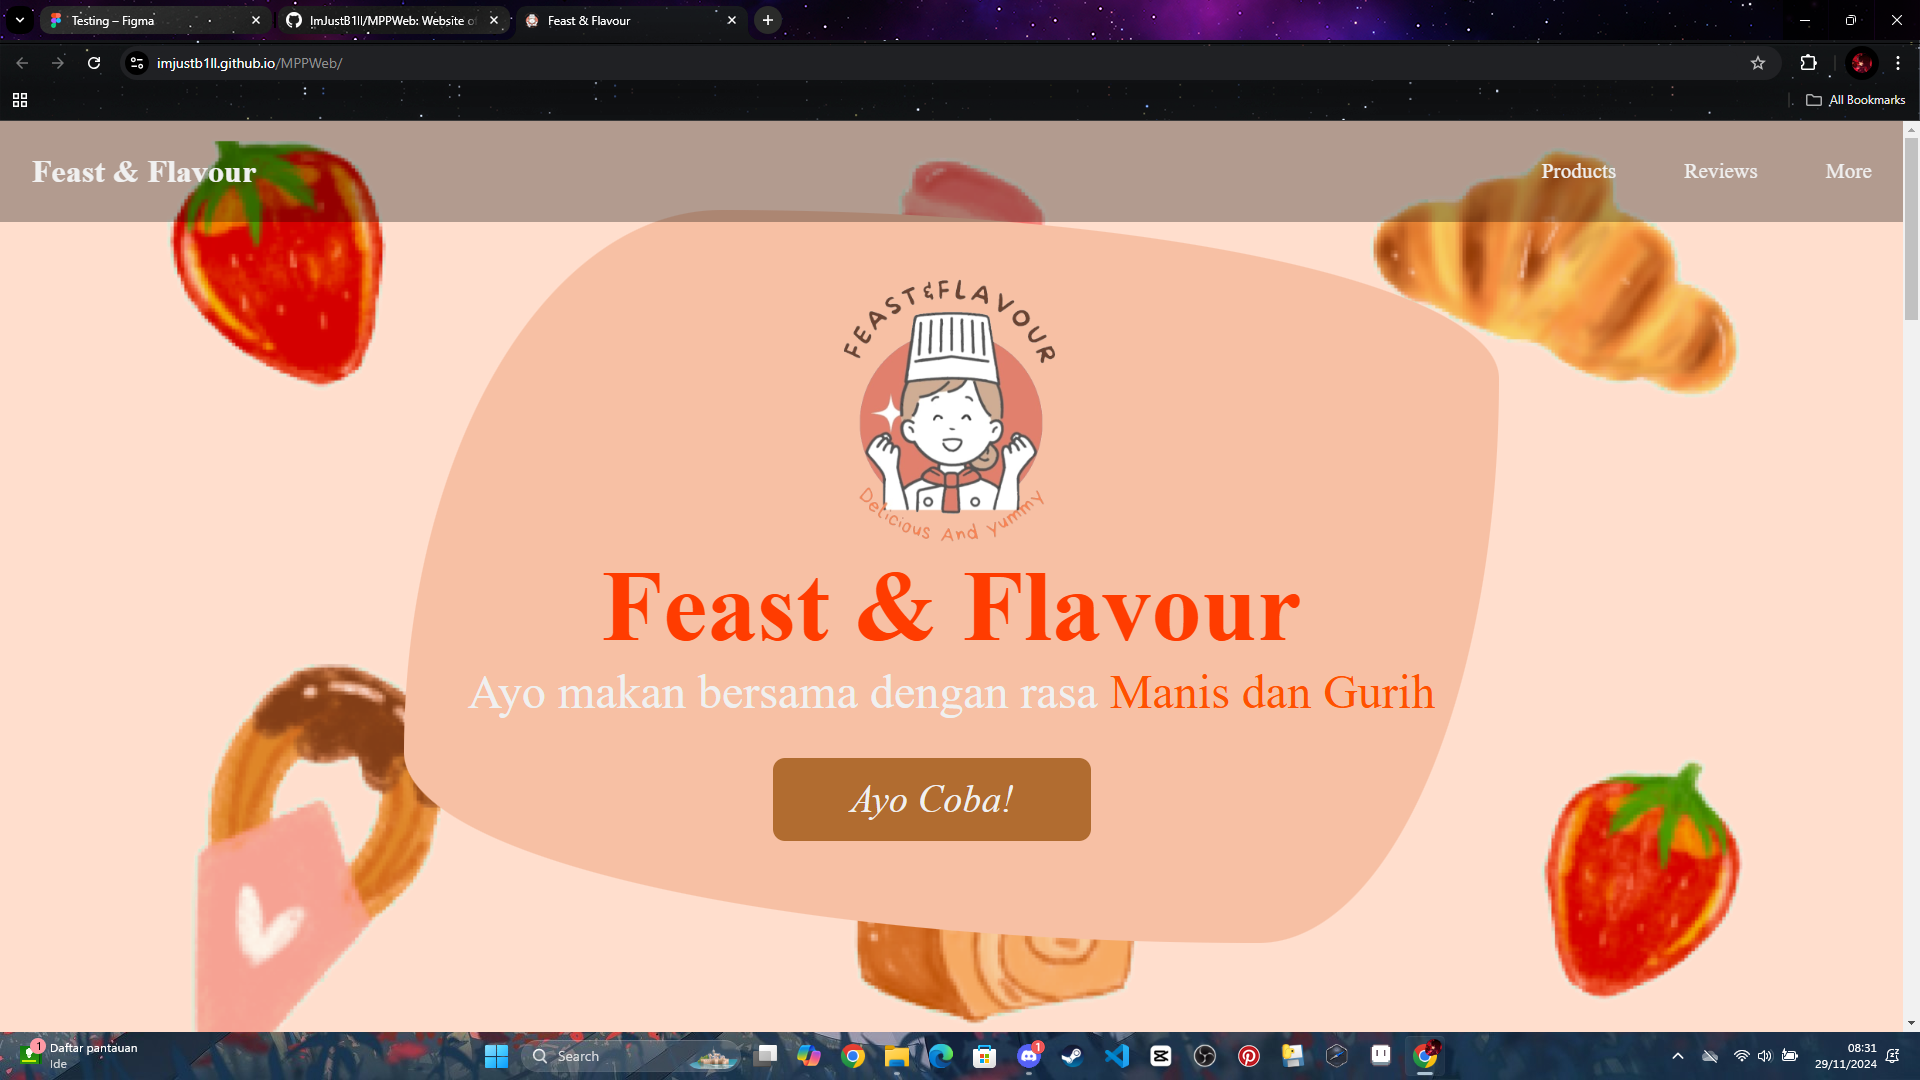 Testing – Figma
ImJustB1ll/MPPWeb: Website o
Feast & Flavour
imjustb1ll.github.io/MPPWeb/
All Bookmarks
Feast & Flavour
Products
Reviews
More
FEAST&FLAVOUR
Delicious And Yummy
Feast & Flavour
Ayo makan bersama dengan rasa Manis dan Gurih
Ayo Coba!
1
Daftar pantauan
Ide
Search
1
08:31
29/11/2024